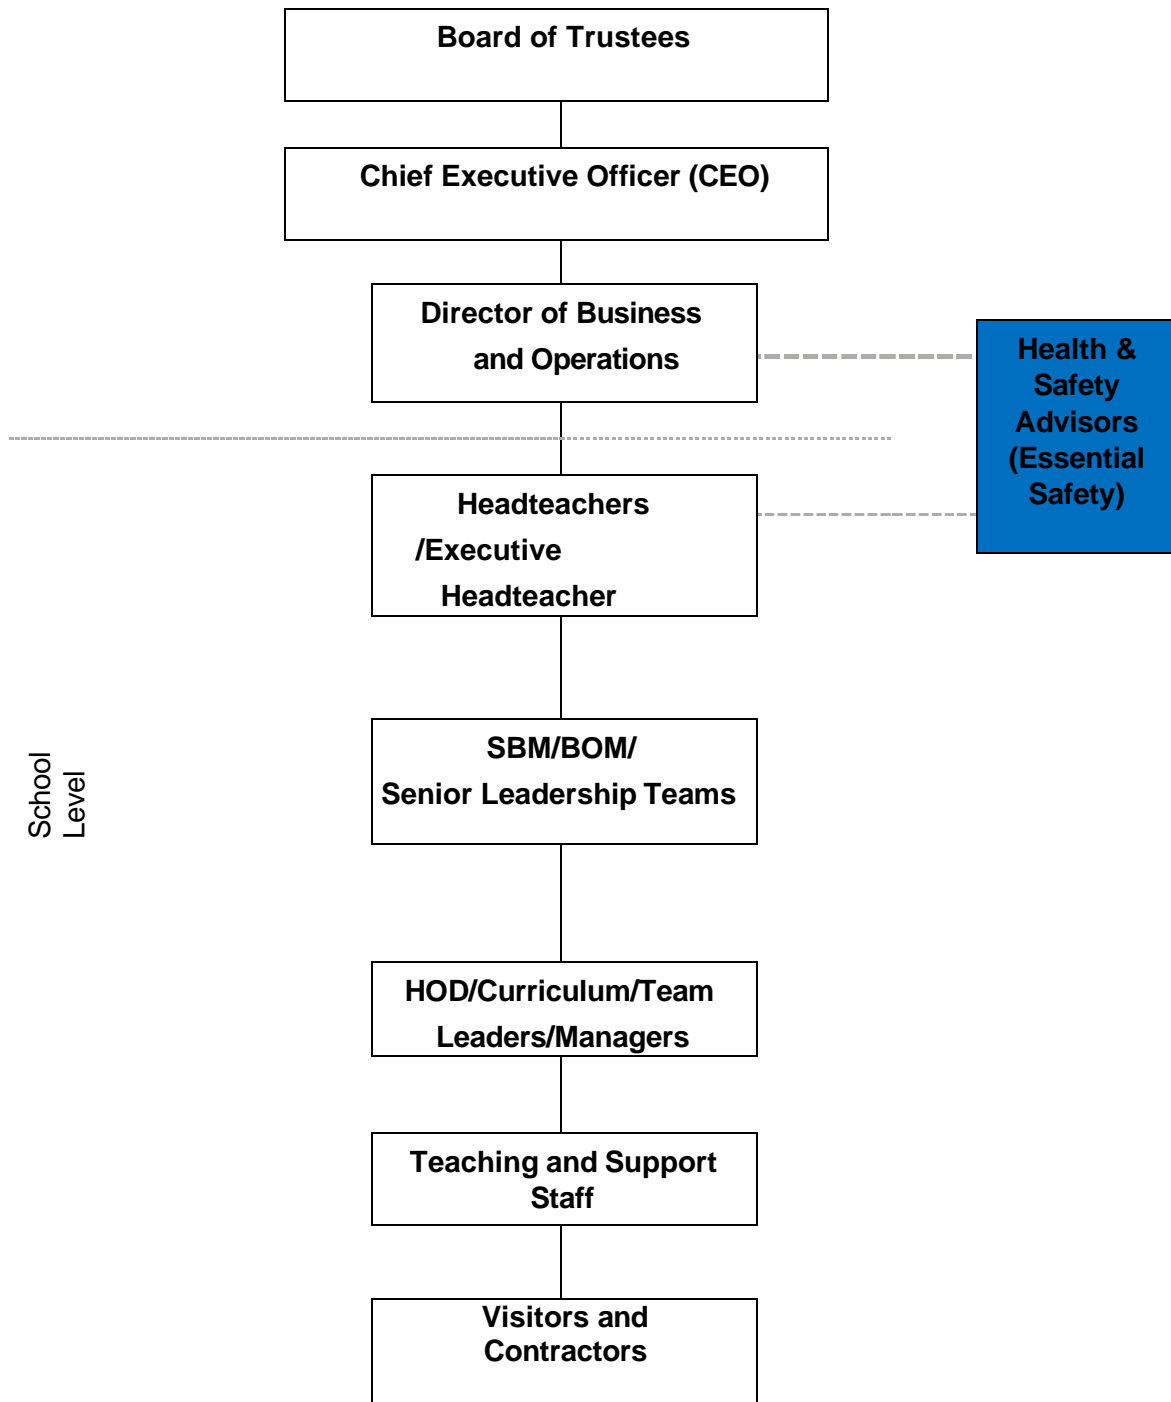 Board of Trustees
Chief Executive Officer (CEO)
Director of Business
and Operations
Health &
Safety
Advisors
(Essential
Safety)
Headteachers
/Executive
Headteacher
SBM/BOM/
Senior Leadership Teams
School
Level
HOD/Curriculum/Team
Leaders/Managers
Teaching and Support
Staff
Visitors and
Contractors